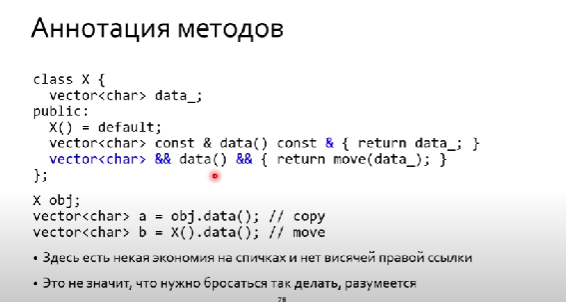 Аннотация методов
class X {
vector<char> data_;
public:
X() = default;
vector<char> const & data() const & { return data_; }
vector<char> && data() && { return move(data_); }
};
X obj;
vector<char> a = obj.data(); // copy
vector<char> b = X().data(); // move
• Здесь есть некая экономия на спичках и нет висячей правой ссылки
• Это не значит, что нужно бросаться так делать, разумеется